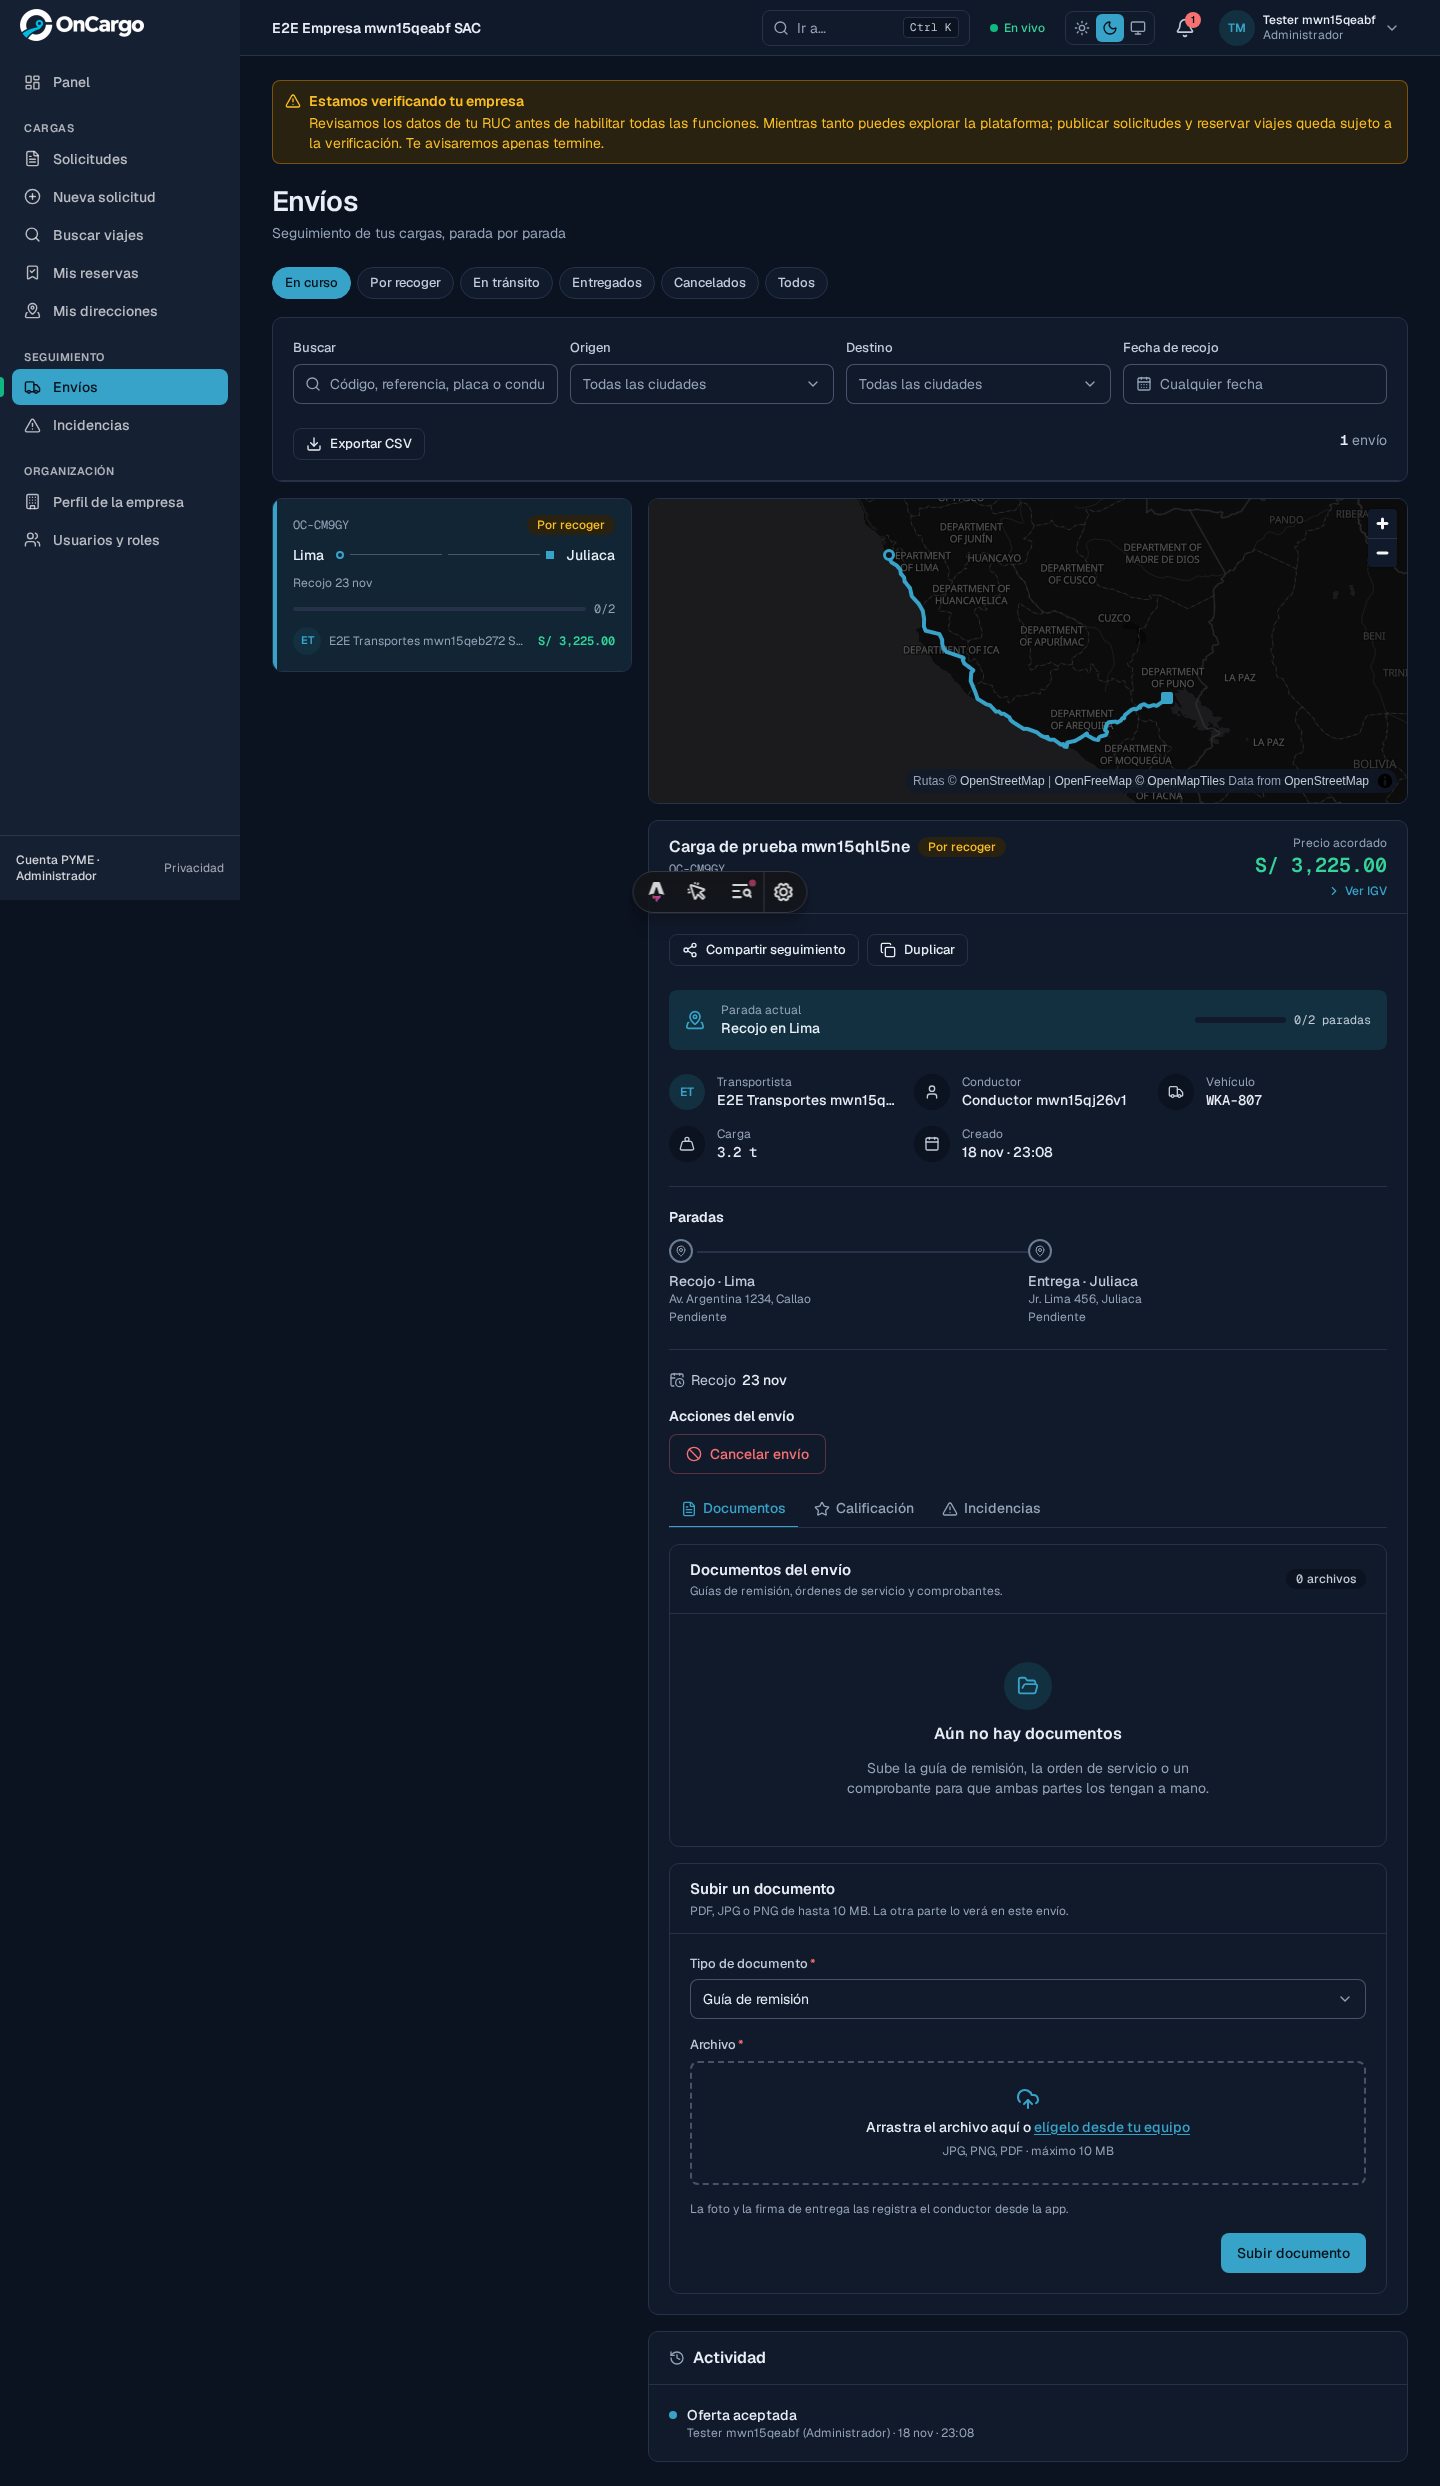 OnCargo
E2E Empresa mwn15qeabf SAC
Ir a...
Ctrl K
En vivo
1
TM
Tester mwn15qeabf
Administrador
Panel
CARGAS
Solicitudes
Nueva solicitud
Buscar viajes
Mis reservas
Mis direcciones
SEGUIMIENTO
Envíos
Incidencias
ORGANIZACIÓN
Perfil de la empresa
Usuarios y roles
Cuenta PYME ·
Administrador
Privacidad
Estamos verificando tu empresa
Revisamos los datos de tu RUC antes de habilitar todas las funciones. Mientras tanto puedes explorar la plataforma; publicar solicitudes y reservar viajes queda sujeto a
la verificación. Te avisaremos apenas termine.
Envíos
Seguimiento de tus cargas, parada por parada
En curso
Por recoger
En tránsito
Entregados
Cancelados
Todos
Buscar
Origen
Destino
Fecha de recojo
Código, referencia, placa o condu
Todas las ciudades
Todas las ciudades
Cualquier fecha
Exportar CSV
1 envío
OC-CM9GY
Por recoger
Lima
Juliaca
Recojo 23 nov
0/2
ET
E2E Transportes mwn15qeb272 S...
S/ 3,225.00
DEPARTMENT
OF JUNÍN
PANDO
RIBERA
HUANCAYO
OF LIMA
DEPARTMENT OF
MADRE DE DIOS
DEPARTMENT
OF CUSCO
DEPARTMENT OF
HUANCAVELICA
CUZCO
DEPARTMENT
OF APURÍMAC
BENI
DEPARTMENT OF ICA
DEPARTMENT
OF PUNO
LA PAZ
TRINI
DEPARTMENT
OF AREQUIPA
LA PAZ
DEPARTMENT
OF MOQUEGUA
BOLIVIA
Rutas © OpenStreetMap | OpenFreeMap © OpenMapTiles Data from OpenStreetMap
OF TACNA
Carga de prueba mwn15qhl5ne
Por recoger
OC-CM9GY
Precio acordado
S/ 3,225.00
Ver IGV
Compartir seguimiento
Duplicar
Parada actual
Recojo en Lima
0/2 paradas
ET
Transportista
E2E Transportes mwn15q...
Conductor
Conductor mwn15qj26v1
Vehículo
WKA-807
Carga
3.2 t
Creado
18 nov · 23:08
Paradas
Recojo · Lima
Av. Argentina 1234, Callao
Pendiente
Entrega · Juliaca
Jr. Lima 456, Juliaca
Pendiente
Recojo 23 nov
Acciones del envío
Cancelar envío
Documentos
Calificación
Incidencias
Documentos del envío
Guías de remisión, órdenes de servicio y comprobantes.
0 archivos
Aún no hay documentos
Sube la guía de remisión, la orden de servicio o un
comprobante para que ambas partes los tengan a mano.
Subir un documento
PDF, JPG o PNG de hasta 10 MB. La otra parte lo verá en este envío.
Tipo de documento *
Guía de remisión
Archivo *
Arrastra el archivo aquí o elígelo desde tu equipo
JPG, PNG, PDF · máximo 10 MB
La foto y la firma de entrega las registra el conductor desde la app.
Subir documento
Actividad
Oferta aceptada
Tester mwn15qeabf (Administrador) · 18 nov · 23:08